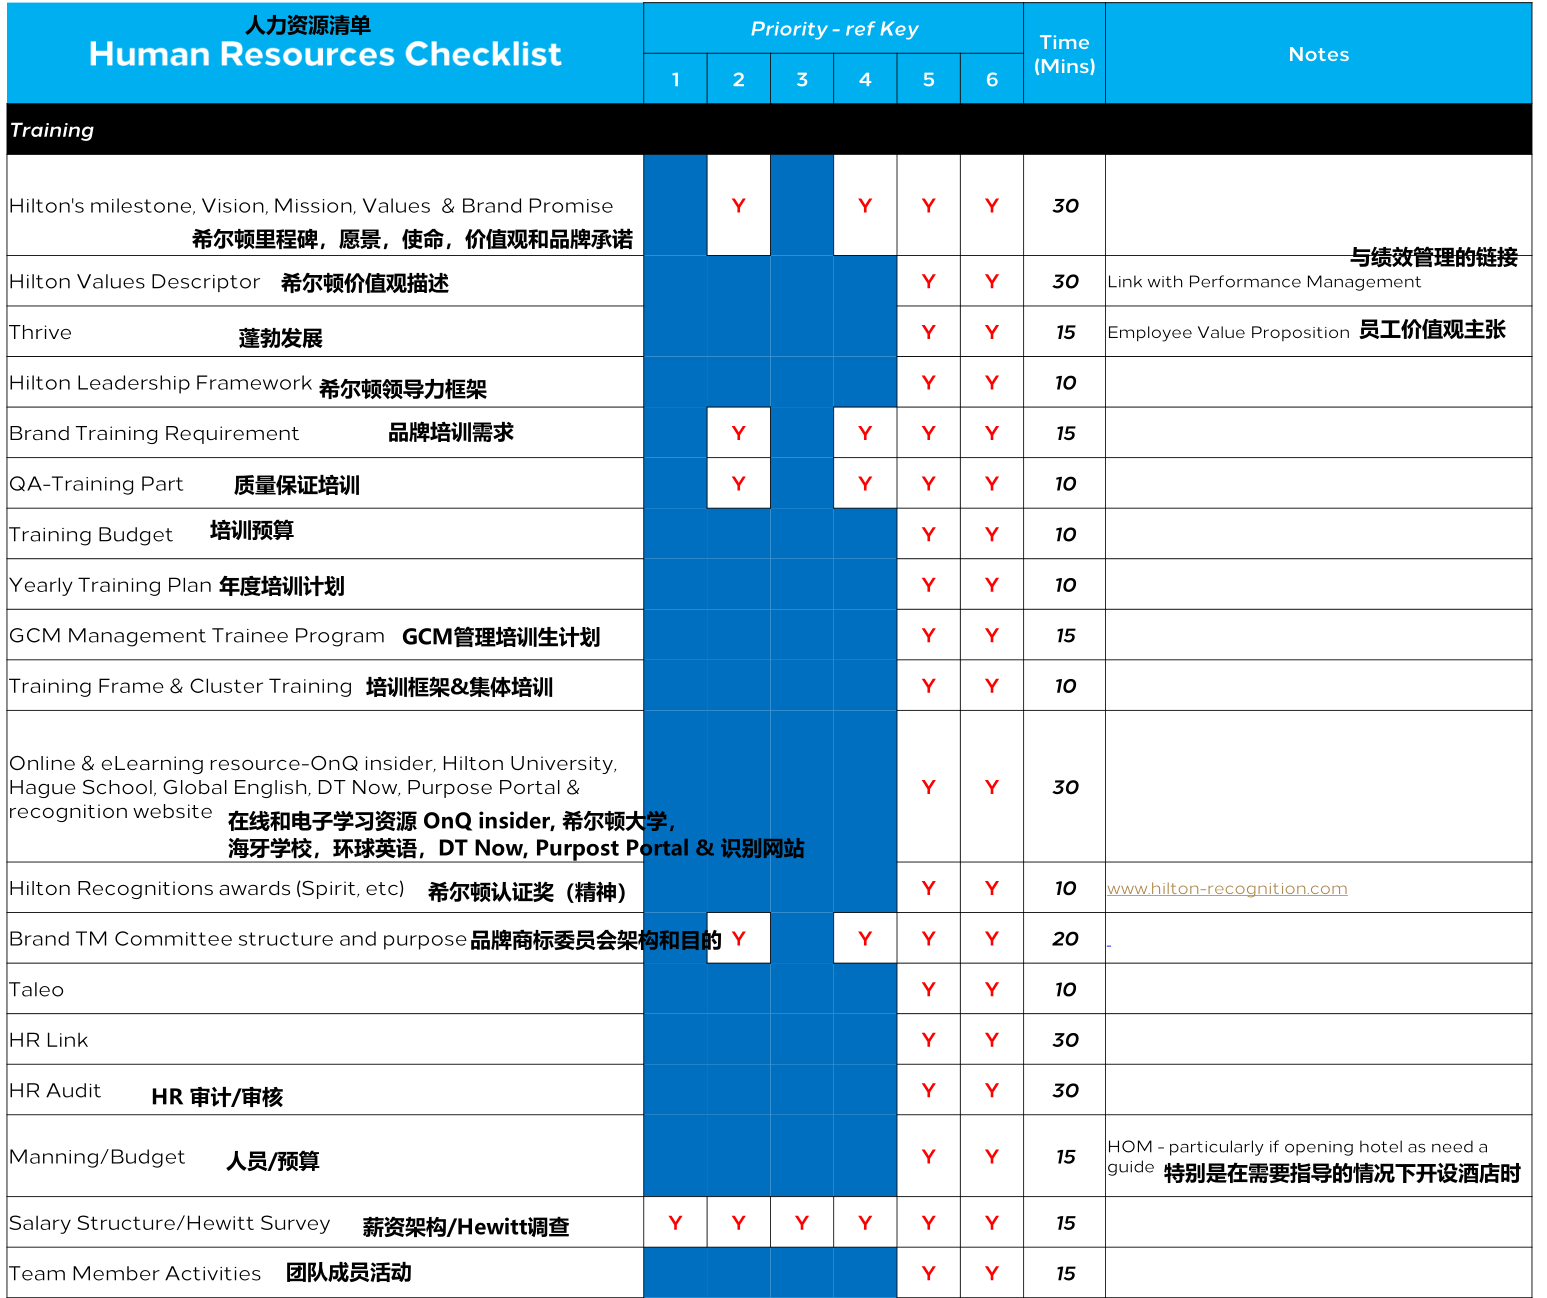 人力资源清单
Human Resources Checklist
Priority - ref Key
1 2 3 4 5 6
Time
(Mins)
Notes
Training
Hilton's milestone, Vision, Mission, Values & Brand Promise Y Y Y Y 30
希尔顿里程碑，愿景，使命，价值观和品牌承诺
与绩效管理的链接
Hilton Values Descriptor 希尔顿价值观描述 Y Y 30 Link with Performance Management
Thrive 蓬勃发展 Y Y 15 Employee Value Proposition 员工价值观主张
Hilton Leadership Framework 希尔顿领导力框架 Y Y 10
Brand Training Requirement 品牌培训需求 Y Y Y Y 15
QA-Training Part 质量保证培训 Y Y Y Y 10
Training Budget 培训预算 Y Y 10
Yearly Training Plan 年度培训计划 Y Y 10
GCM Management Trainee Program GCM管理培训生计划 Y Y 15
Training Frame & Cluster Training 培训框架&集体培训 Y Y 10
Online & eLearning resource-OnQ insider, Hilton University,
Hague School, Global English, DT Now, Purpose Portal & Y Y 30
recognition website
在线和电子学习资源 OnQ insider, 希尔顿大学，
海牙学校，环球英语，DT Now, Purpost Portal & 识别网站
Hilton Recognitions awards (Spirit, etc) 希尔顿认证奖（精神） Y Y 10 www.hilton-recognition.com
Brand TM Committee structure and purpose 品牌商标委员会架构和目的 Y Y Y Y 20
Taleo Y Y 10
HR Link Y Y 30
HR Audit HR 审计/审核 Y Y 30
Manning/Budget 人员/预算 Y Y 15
HOM - particularly if opening hotel as need a
guide 特别是在需要指导的情况下开设酒店时
Salary Structure/Hewitt Survey 薪资架构/Hewitt调查 Y Y Y Y Y Y 15
Team Member Activities 团队成员活动 Y Y 15